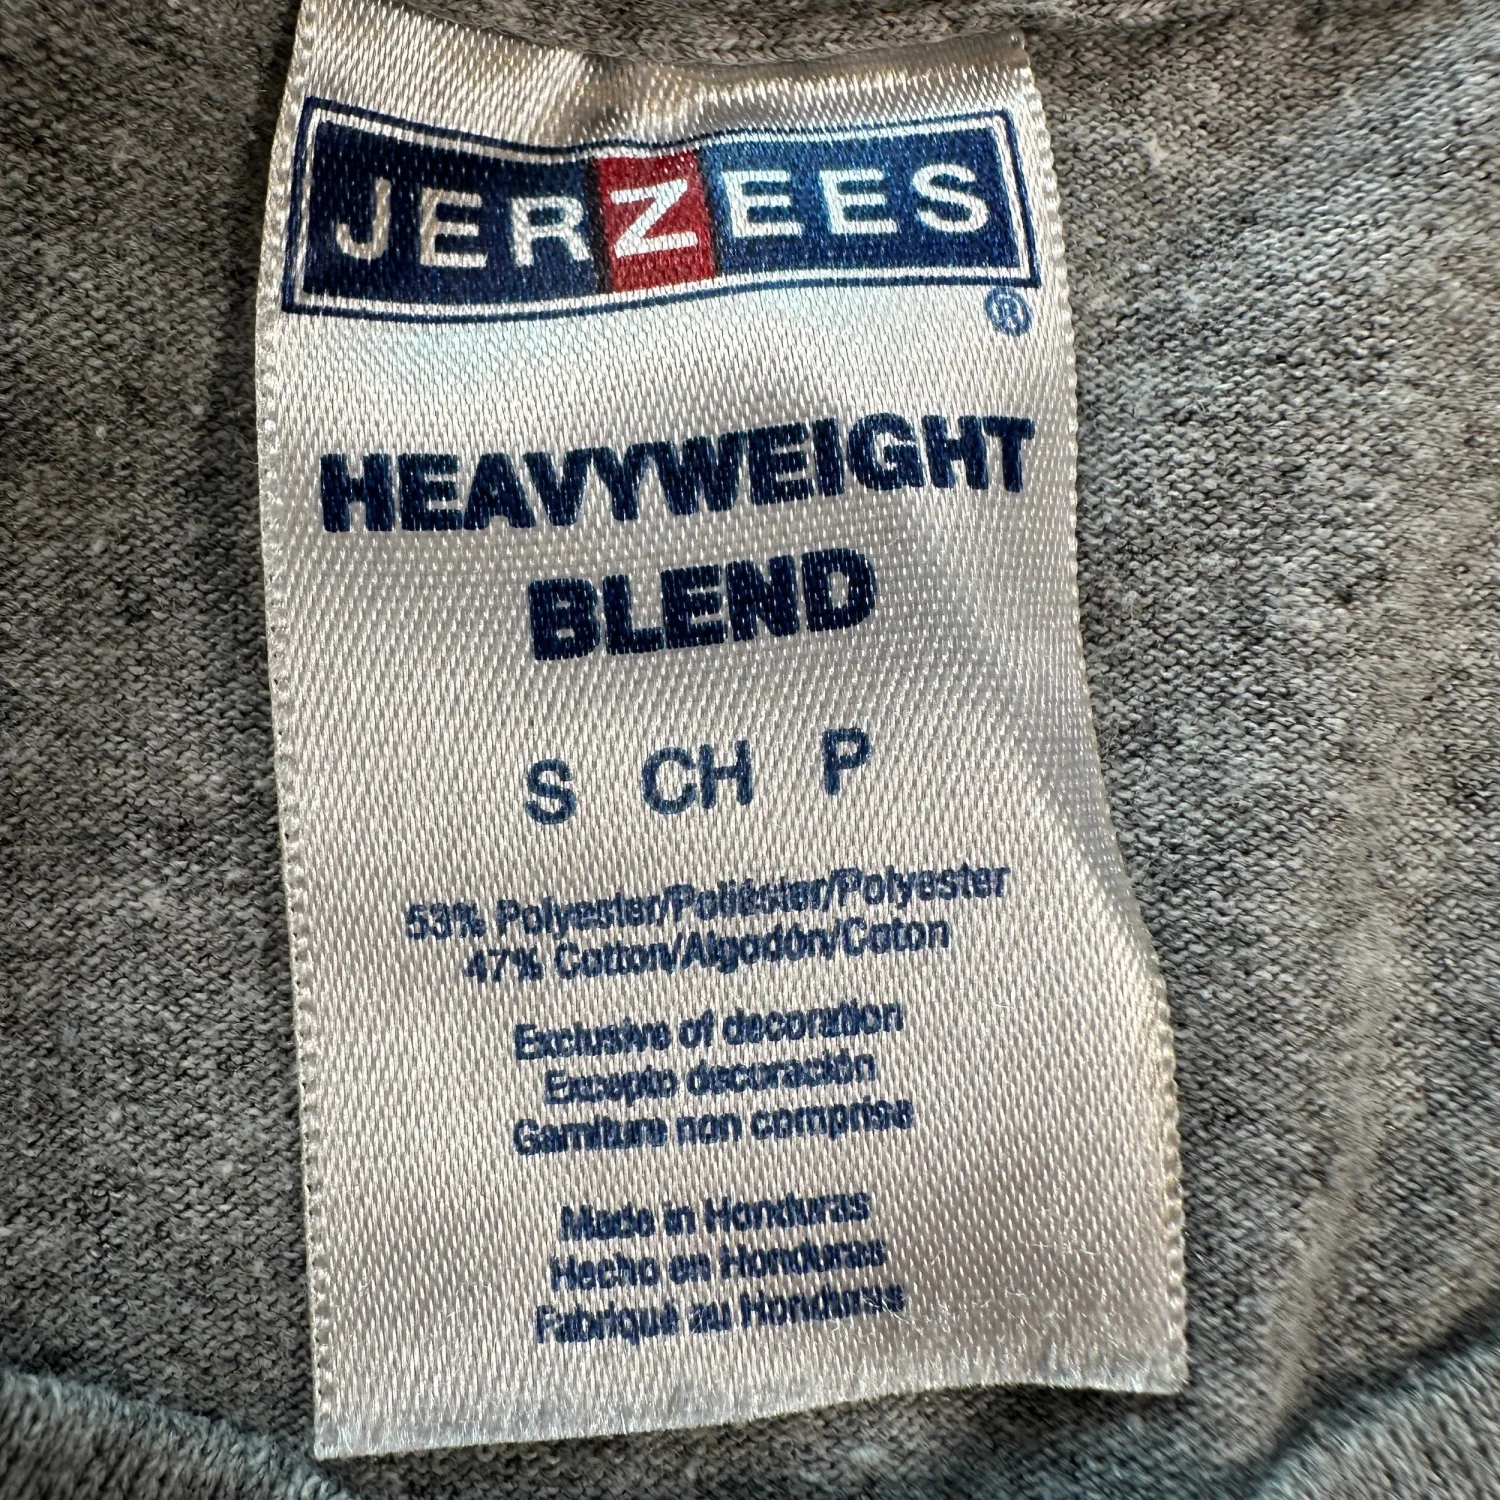 JERZEES
®
HEAVYWEIGHT
BLEND
S CH P
53% Polyester/Poliéster/Polyester
47% Cotton/Algodón/Coton
Exclusive of decoration
Excepto decoración
Garniture non comprise
Made in Honduras
Hecho en Honduras
Fabriqué au Honduras